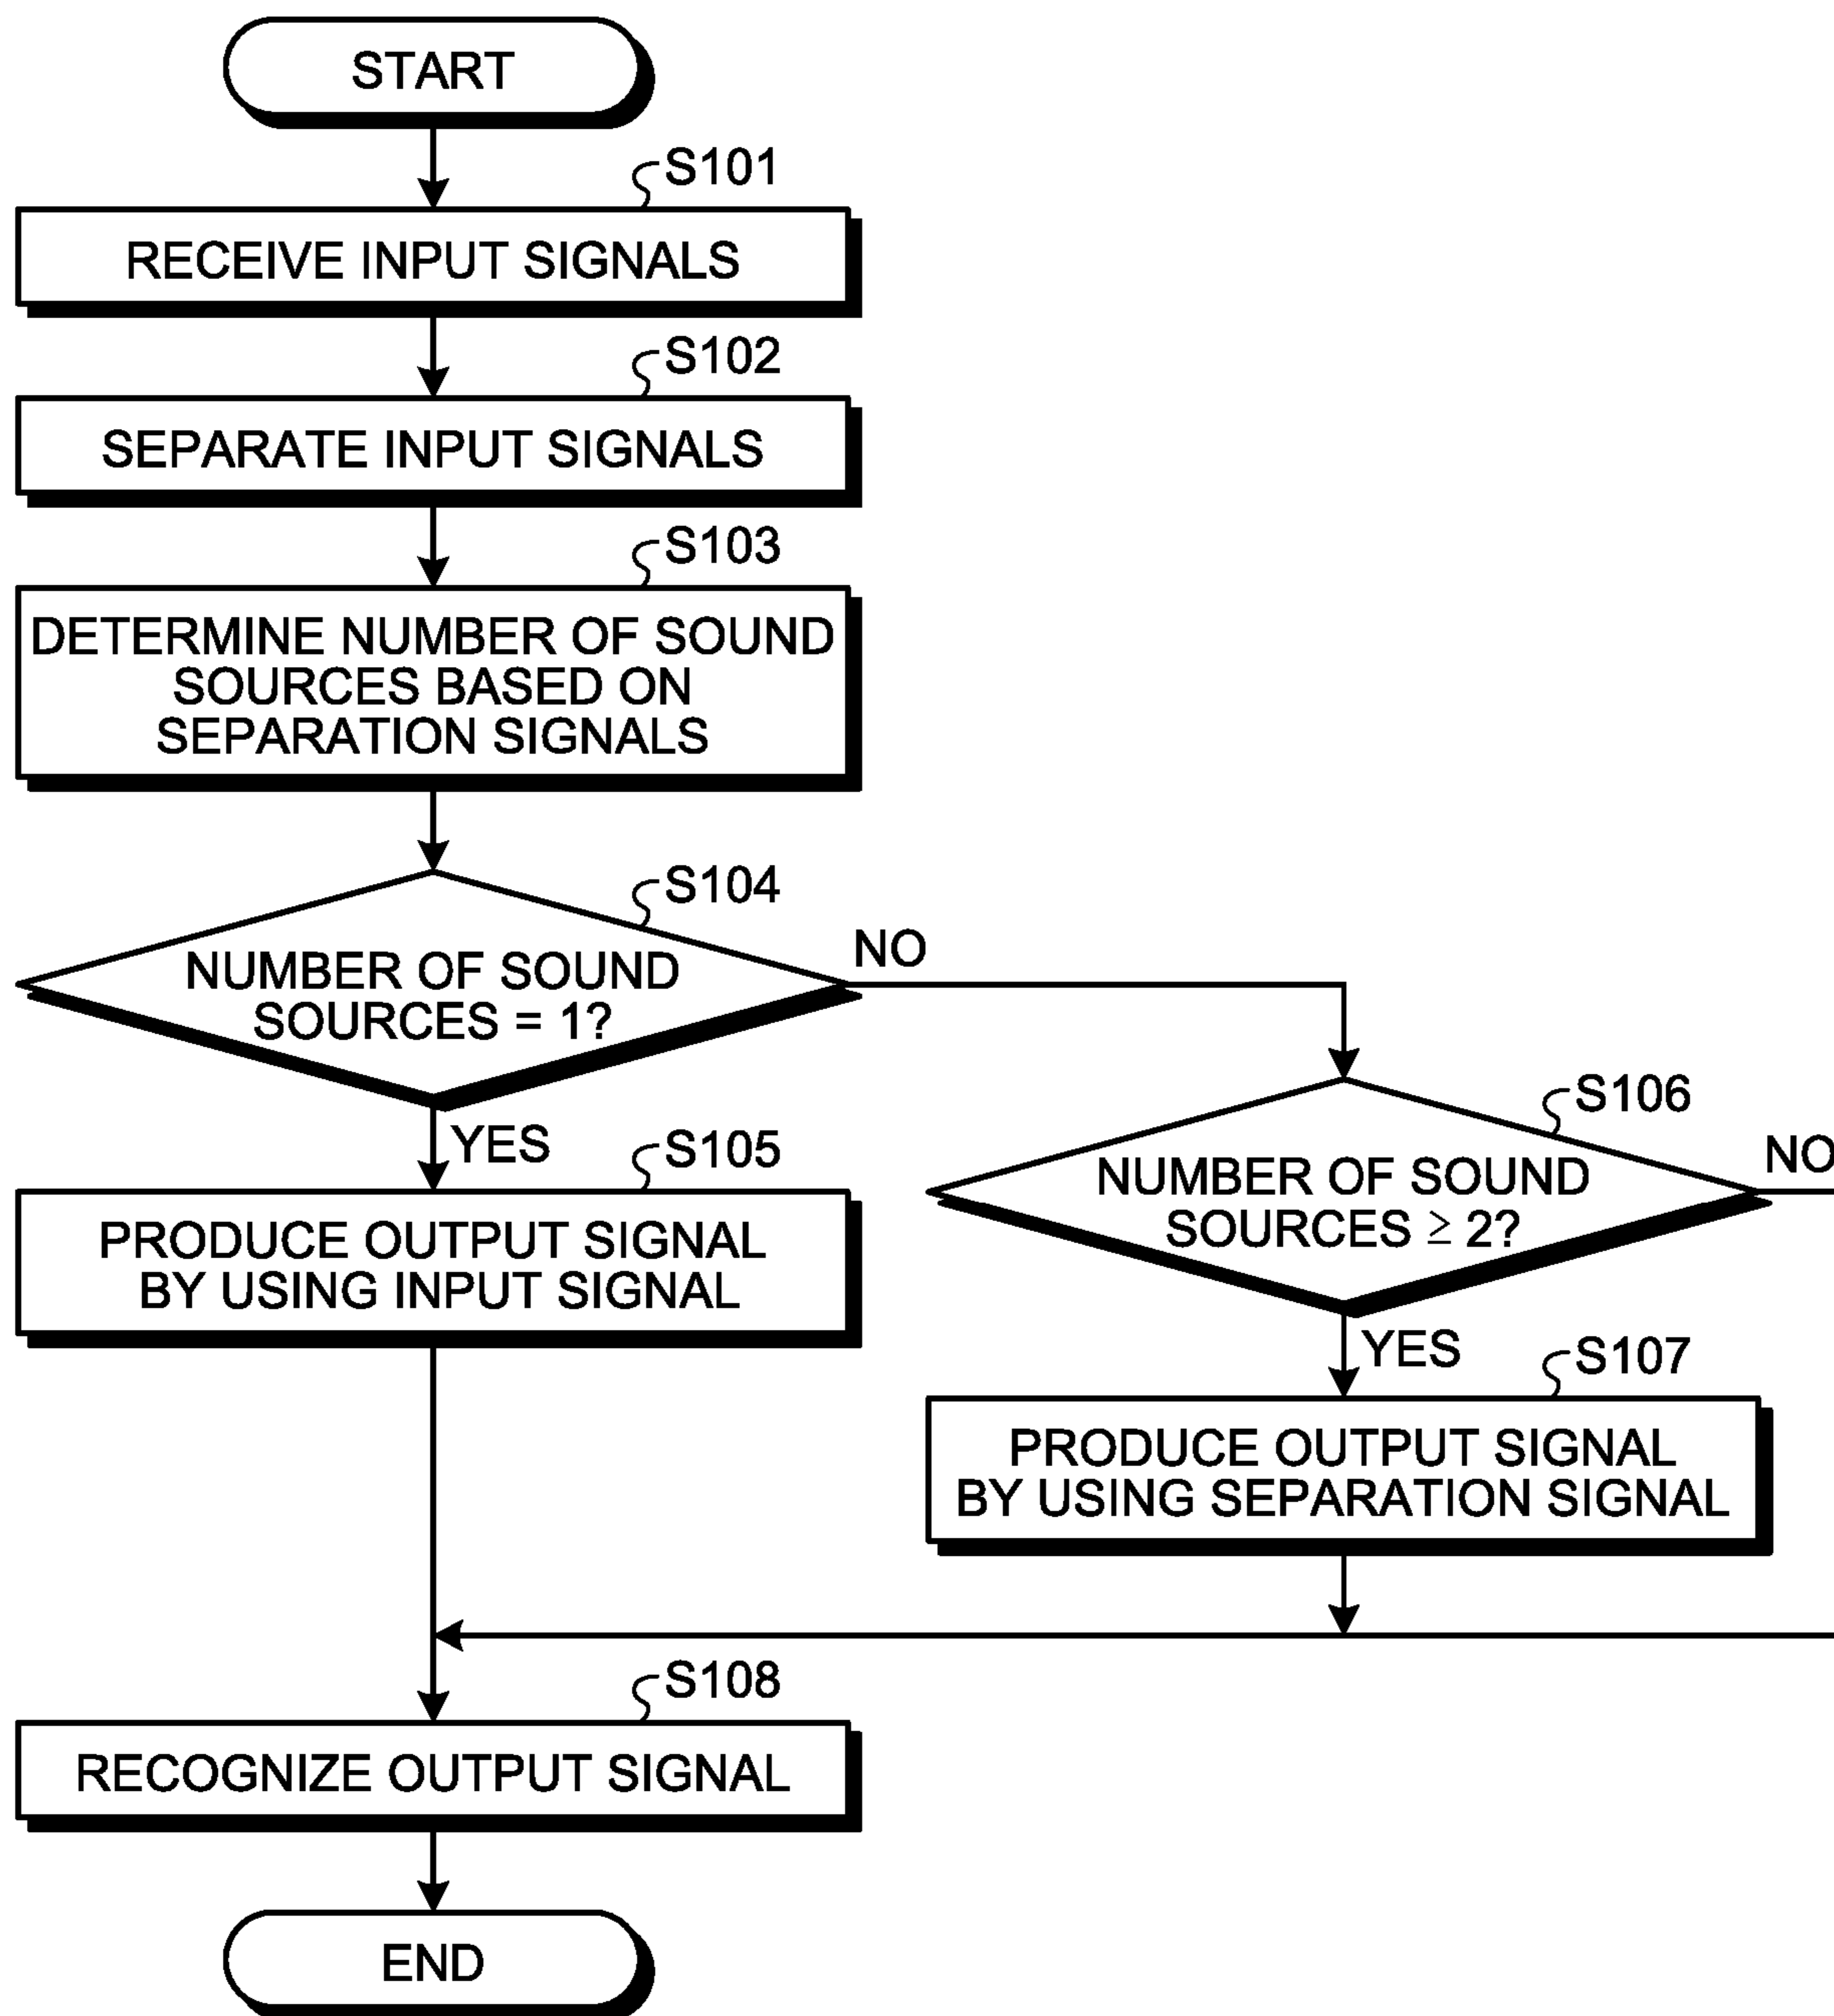 START
S101
RECEIVE INPUT SIGNALS
S102
SEPARATE INPUT SIGNALS
S103
DETERMINE NUMBER OF SOUND
SOURCES BASED ON
SEPARATION SIGNALS
S104
NUMBER OF SOUND
SOURCES = 1?
NO
YES
S105
PRODUCE OUTPUT SIGNAL
BY USING INPUT SIGNAL
S106
NUMBER OF SOUND
SOURCES ≥ 2?
NO
YES
S107
PRODUCE OUTPUT SIGNAL
BY USING SEPARATION SIGNAL
S108
RECOGNIZE OUTPUT SIGNAL
END